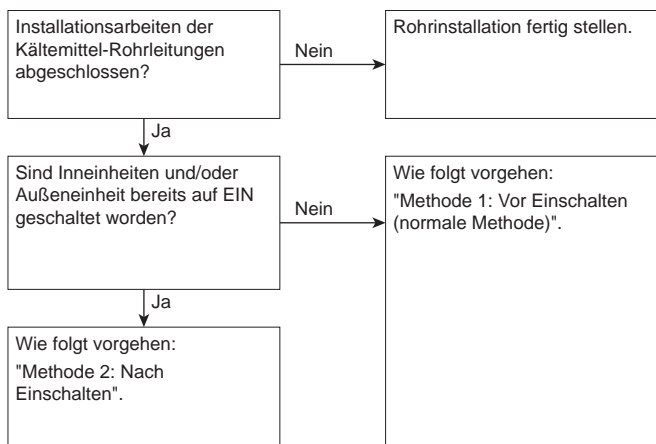 Installationsarbeiten der
Kältemittel-Rohrleitungen
abgeschlossen?
Nein
Rohrinstallation fertig stellen.
Ja
Sind Inneinheiten und/oder
Außeneinheit bereits auf EIN
geschaltet worden?
Nein
Wie folgt vorgehen:
"Methode 1: Vor Einschalten
(normale Methode)".
Ja
Wie folgt vorgehen:
"Methode 2: Nach
Einschalten".